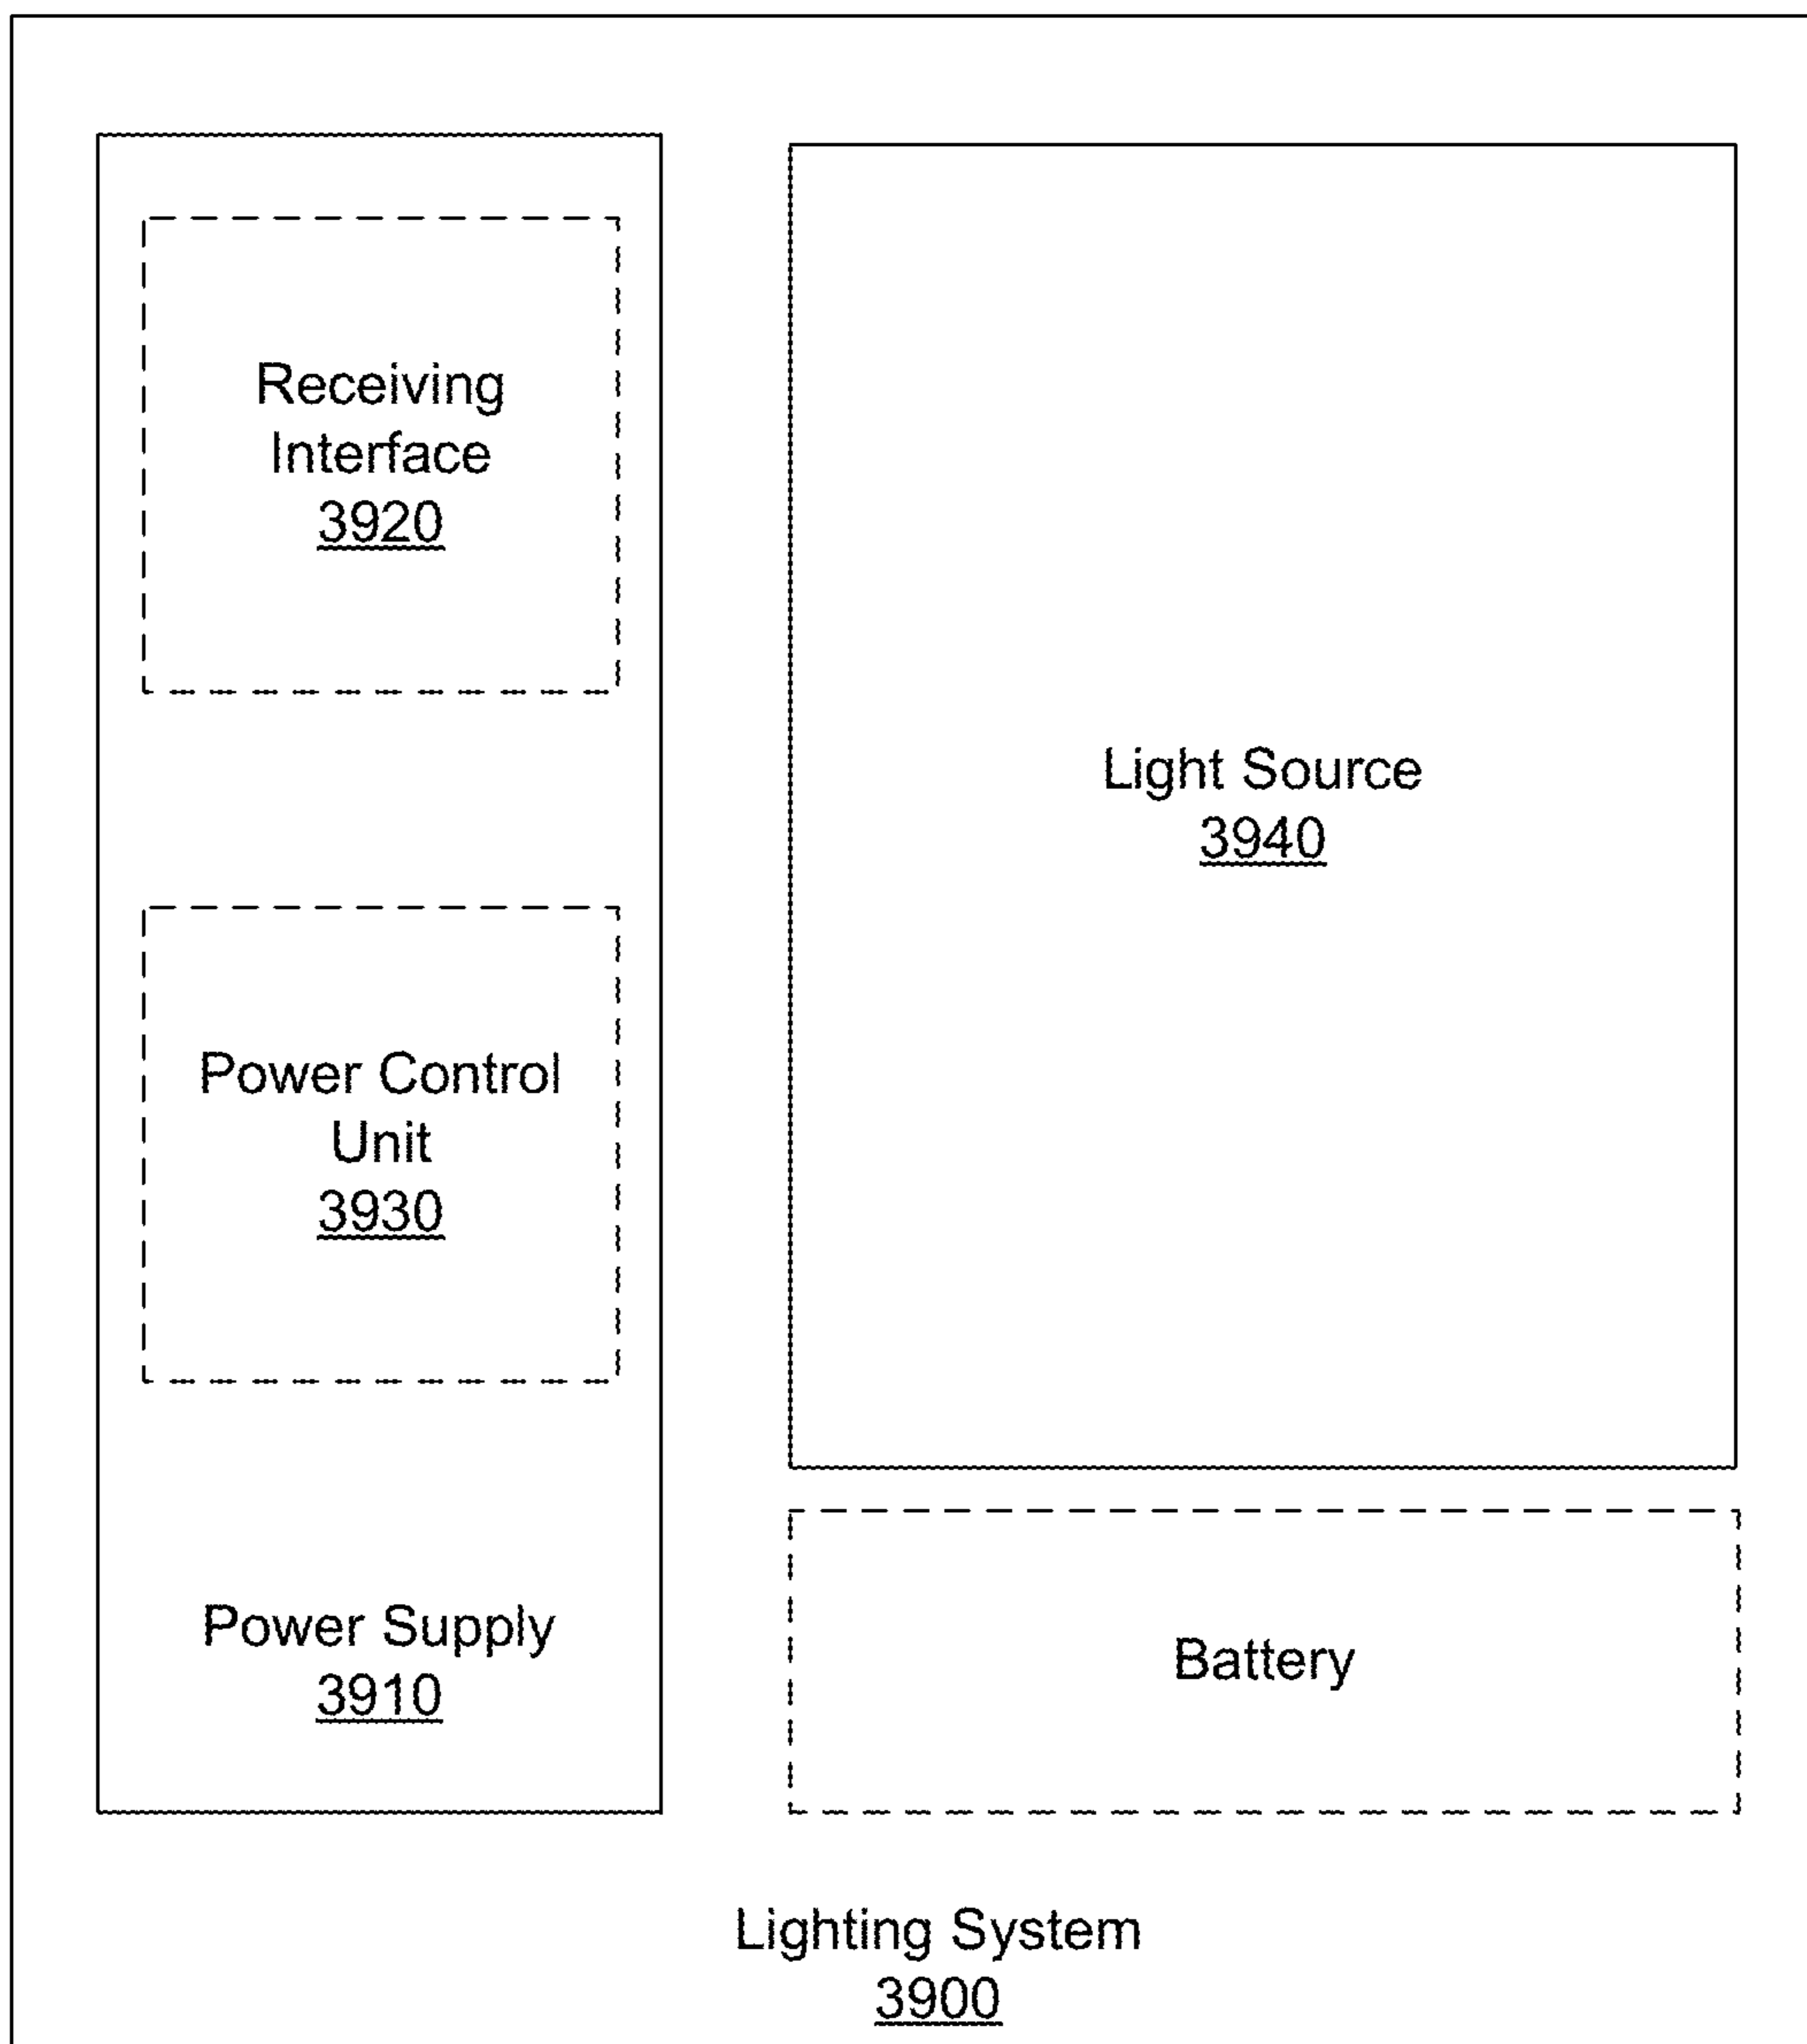 Receiving
Interface
3920
Power Control
Unit
3930
Power Supply
3910
Light Source
3940
Battery
Lighting System
3900